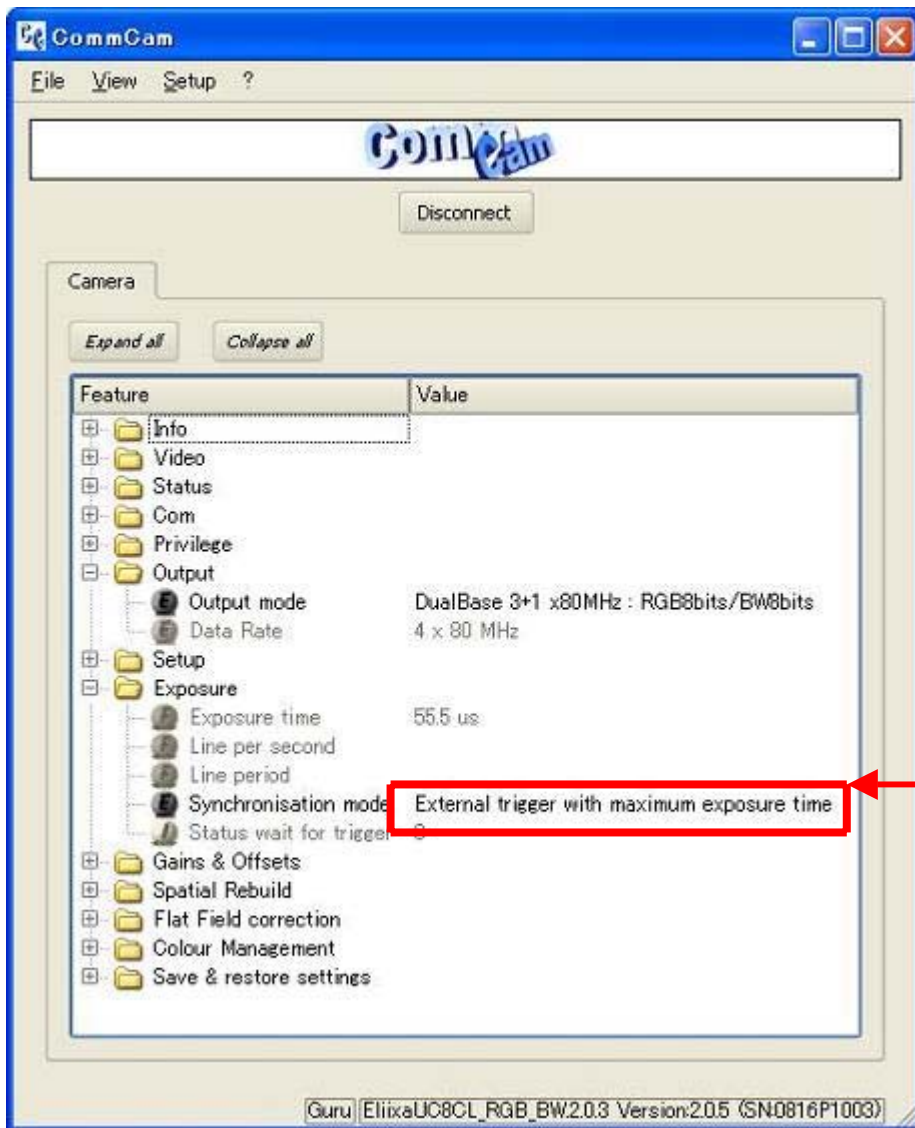 CommCam
File View Setup ?
CommCam
Disconnect
Camera
Expand all Collapse all
Feature Value
Info
Video
Status
Com
Privilege
Output
Output mode DualBase 3+1 x80MHz : RGB8bits/BW8bits
Data Rate 4 x 80 MHz
Setup
Exposure
Exposure time 55.5 us
Line per second
Line period
Synchronisation mode External trigger with maximum exposure time
Status wait for trigger
Gains & Offsets
Spatial Rebuild
Flat Field correction
Colour Management
Save & restore settings
Guru EliixaUC8CL_RGB_BW.2.0.3 Version:2.0.5 (SN:0816P1003)